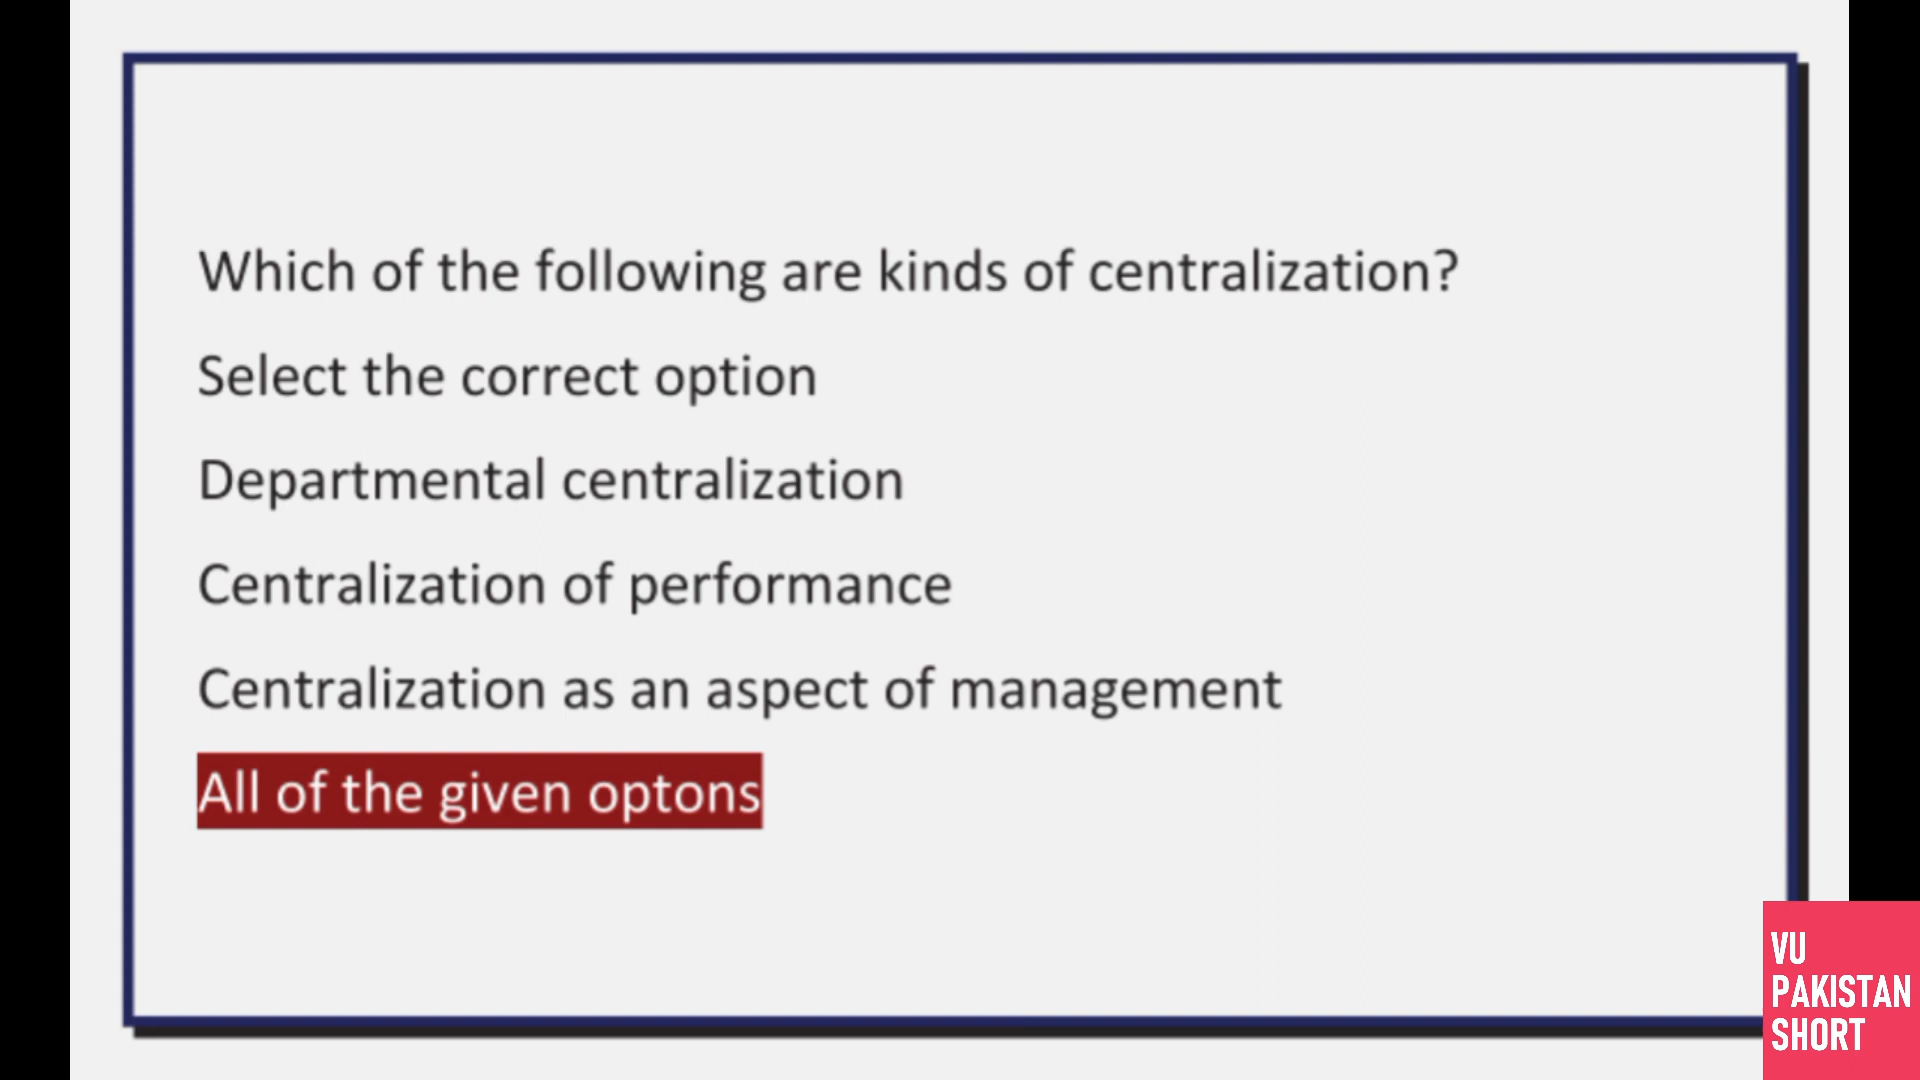 Which of the following are kinds of centralization?
Select the correct option
Departmental centralization
Centralization of performance
Centralization as an aspect of management
All of the given optons
VU
PAKISTAN
SHORT